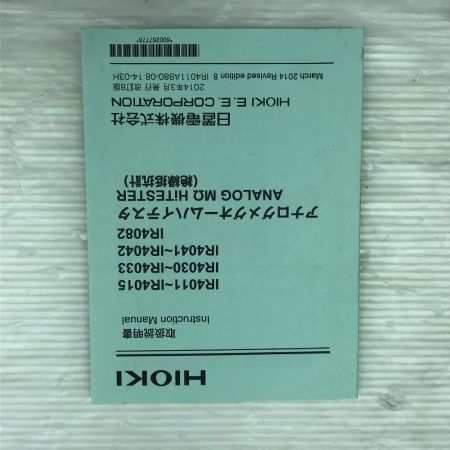 HIOKI
取扱説明書
Instruction Manual
IR4011~IR4015
IR4030~IR4033
IR4041~IR4042
IR4082
アナログメグオームハイテスタ
ANALOG MΩ HiTESTER
(絶縁抵抗計)
日置電機株式会社
HIOKI E. E. CORPORATION
2014年3月 発行 改訂8版
March 2014 Revised edition 8 IR4011A980-08 14-03H
*600267778*